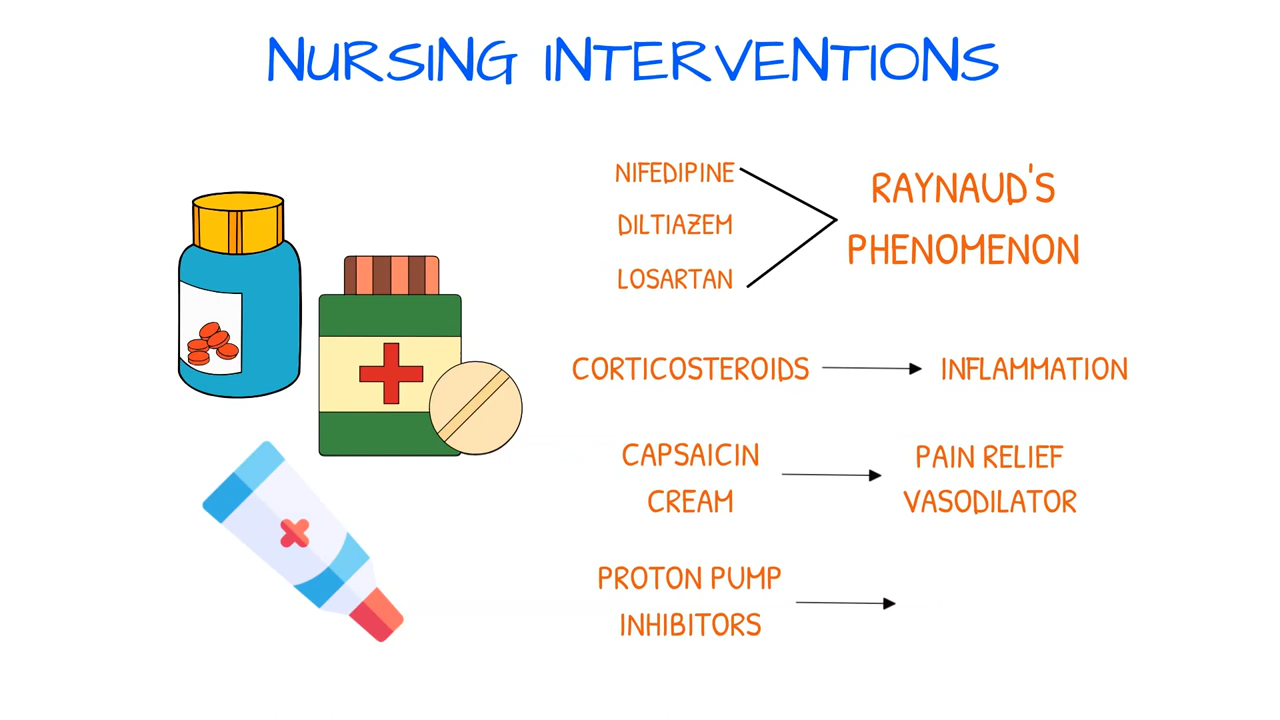 NURSING INTERVENTIONS
NIFEDIPINE
DILTIAZEM
LOSARTAN
RAYNAUD'S
PHENOMENON
CORTICOSTEROIDS
INFLAMMATION
CAPSAICIN
CREAM
PAIN RELIEF
VASODILATOR
PROTON PUMP
INHIBITORS